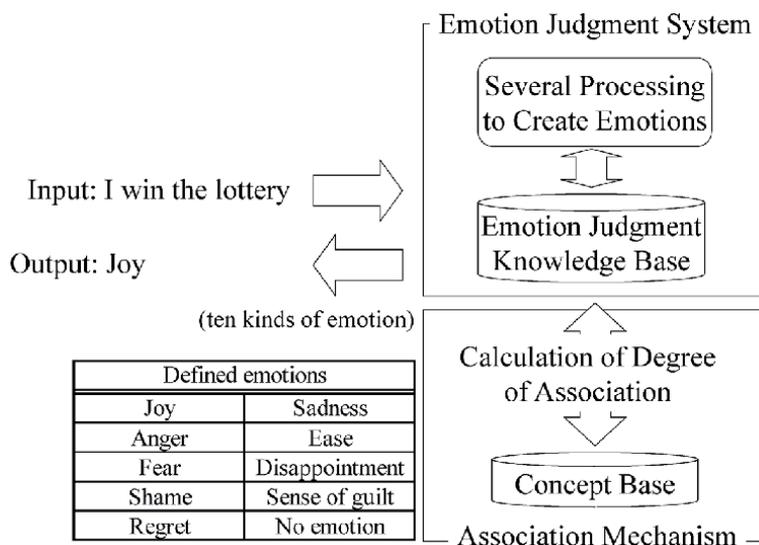 Emotion Judgment System
Several Processing
to Create Emotions
Input: I win the lottery
Emotion Judgment
Knowledge Base
Output: Joy
(ten kinds of emotion)
Calculation of Degree
of Association
Defined emotions
Joy Sadness
Anger Ease
Fear Disappointment
Shame Sense of guilt
Regret No emotion
Concept Base
Association Mechanism